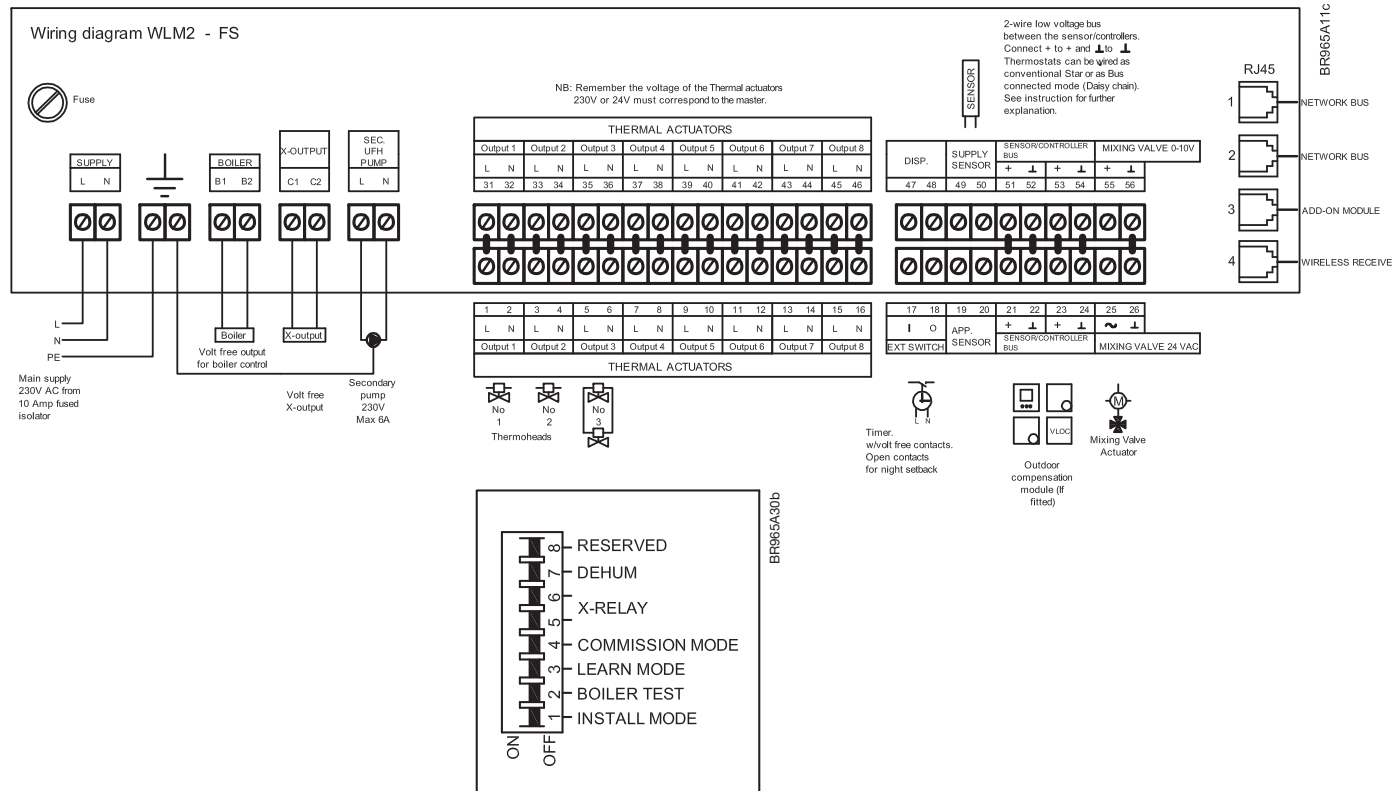 Wiring diagram WLM2 - FS
Fuse
NB: Remember the voltage of the Thermal actuators
230V or 24V must correspond to the master.
SENSOR
2-wire low voltage bus
between the sensor/controllers.
Connect + to + and ⊥ to ⊥
Thermostats can be wired as
conventional Star or as Bus
connected mode (Daisy chain).
See instruction for further
explanation.
BR965A11c
RJ45
1 NETWORK BUS
2 NETWORK BUS
3 ADD-ON MODULE
4 WIRELESS RECEIVE
SUPPLY
L N
BOILER
B1 B2
X-OUTPUT
C1 C2
SEC.
UFH
PUMP
L N
THERMAL ACTUATORS
Output 1 Output 2 Output 3 Output 4 Output 5 Output 6 Output 7 Output 8
L N L N L N L N L N L N L N L N
31 32 33 34 35 36 37 38 39 40 41 42 43 44 45 46
DISP.
47 48
SUPPLY
SENSOR
49 50
SENSOR/CONTROLLER
BUS
+ ⊥ + ⊥
51 52 53 54
MIXING VALVE 0-10V
+ ⊥
55 56
1 2 3 4 5 6 7 8 9 10 11 12 13 14 15 16
L N L N L N L N L N L N L N L N
Output 1 Output 2 Output 3 Output 4 Output 5 Output 6 Output 7 Output 8
THERMAL ACTUATORS
17 18 19 20 21 22 23 24 25 26
I O
EXT SWITCH
APP.
SENSOR
+ ⊥ + ⊥
SENSOR/CONTROLLER
BUS
~ ⊥
MIXING VALVE 24 VAC
L
N
PE
Main supply
230V AC from
10 Amp fused
isolator
Boiler
Volt free output
for boiler control
X-output
Volt free
X-output
Secondary
pump
230V
Max 6A
No
1
No
2
No
3
Thermoheads
L N
Timer.
w/volt free contacts.
Open contacts
for night setback
VLOC
Outdoor
compensation
module (If
fitted)
M
Mixing Valve
Actuator
BR965A30b
8 RESERVED
7 DEHUM
6
X-RELAY
5
4 COMMISSION MODE
3 LEARN MODE
2 BOILER TEST
1 INSTALL MODE
ON OFF